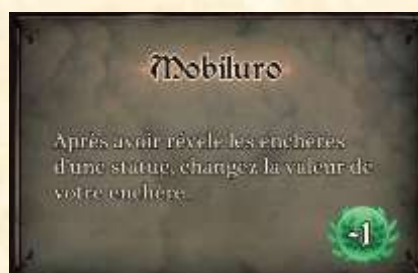 Mobiluro
Après avoir révélé les enchères
d'une statue, changez la valeur de
votre enchère.
-1